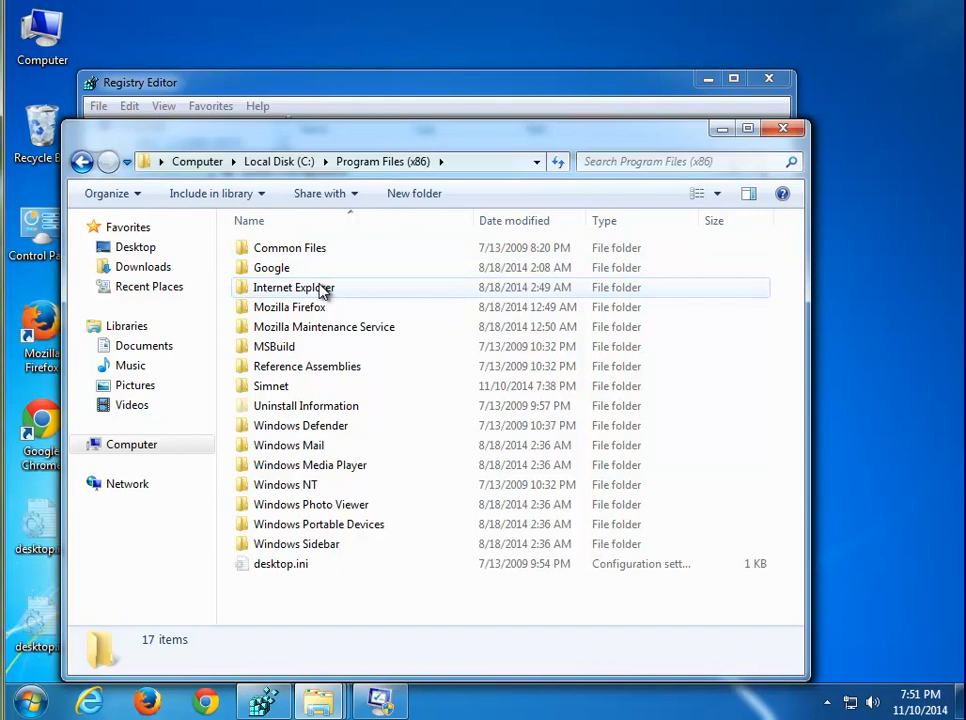 Computer
Recycle
Control Pa
Mozilla
Firefox
Google
Chrom
desktop.i
desktop.i
Registry Editor
File Edit View Favorites Help
Computer Local Disk (C:) Program Files (x86)
Search Program Files (x86)
Organize Include in library Share with New folder
Favorites
Desktop
Downloads
Recent Places
Libraries
Documents
Music
Pictures
Videos
Computer
Network
Name Date modified Type Size
Common Files 7/13/2009 8:20 PM File folder
Google 8/18/2014 2:08 AM File folder
Internet Explorer 8/18/2014 2:49 AM File folder
Mozilla Firefox 8/18/2014 12:49 AM File folder
Mozilla Maintenance Service 8/18/2014 12:50 AM File folder
MSBuild 7/13/2009 10:32 PM File folder
Reference Assemblies 7/13/2009 10:32 PM File folder
Simnet 11/10/2014 7:38 PM File folder
Uninstall Information 7/13/2009 9:57 PM File folder
Windows Defender 7/13/2009 10:37 PM File folder
Windows Mail 8/18/2014 2:36 AM File folder
Windows Media Player 8/18/2014 2:36 AM File folder
Windows NT 7/13/2009 10:32 PM File folder
Windows Photo Viewer 8/18/2014 2:36 AM File folder
Windows Portable Devices 8/18/2014 2:36 AM File folder
Windows Sidebar 8/18/2014 2:36 AM File folder
desktop.ini 7/13/2009 9:54 PM Configuration sett... 1 KB
17 items
7:51 PM
11/10/2014